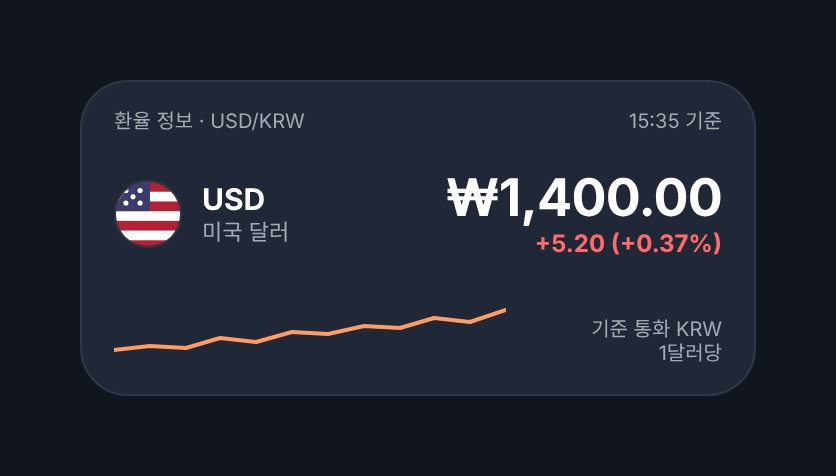 환율 정보 · USD/KRW
15:35 기준
USD
미국 달러
₩1,400.00
+5.20 (+0.37%)
기준 통화 KRW
1달러당